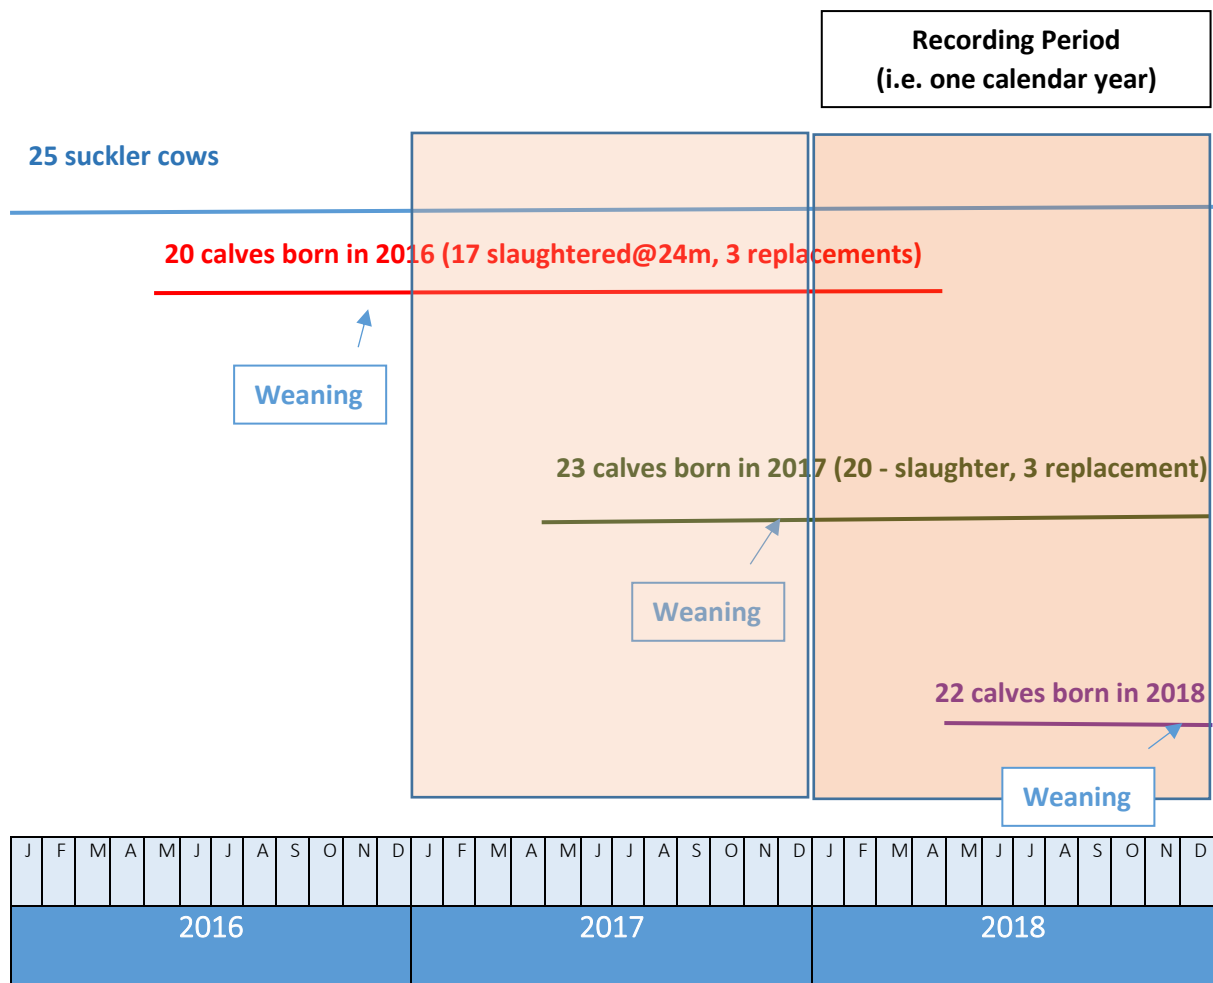 Recording Period
(i.e. one calendar year)
25 suckler cows
20 calves born in 2016 (17 slaughtered@24m, 3 replacements)
Weaning
23 calves born in 2017 (20 - slaughter, 3 replacement)
Weaning
22 calves born in 2018
Weaning
J F M A M J J A S O N D J F M A M J J A S O N D J F M A M J J A S O N D
2016 2017 2018